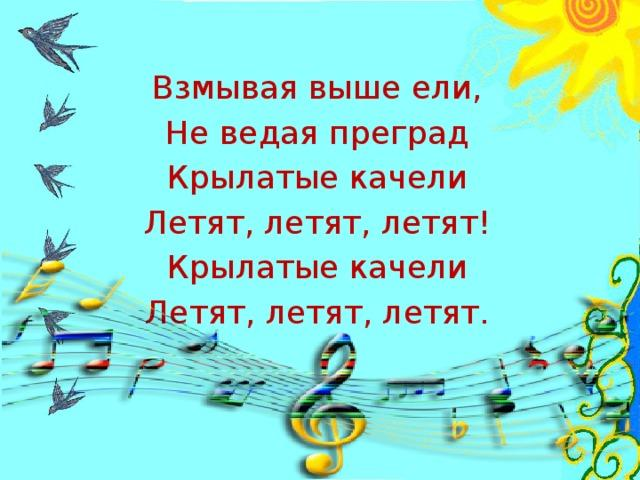 Взмывая выше ели,
Не ведая преград
Крылатые качели
Летят, летят, летят!
Крылатые качели
Летят, летят, летят.